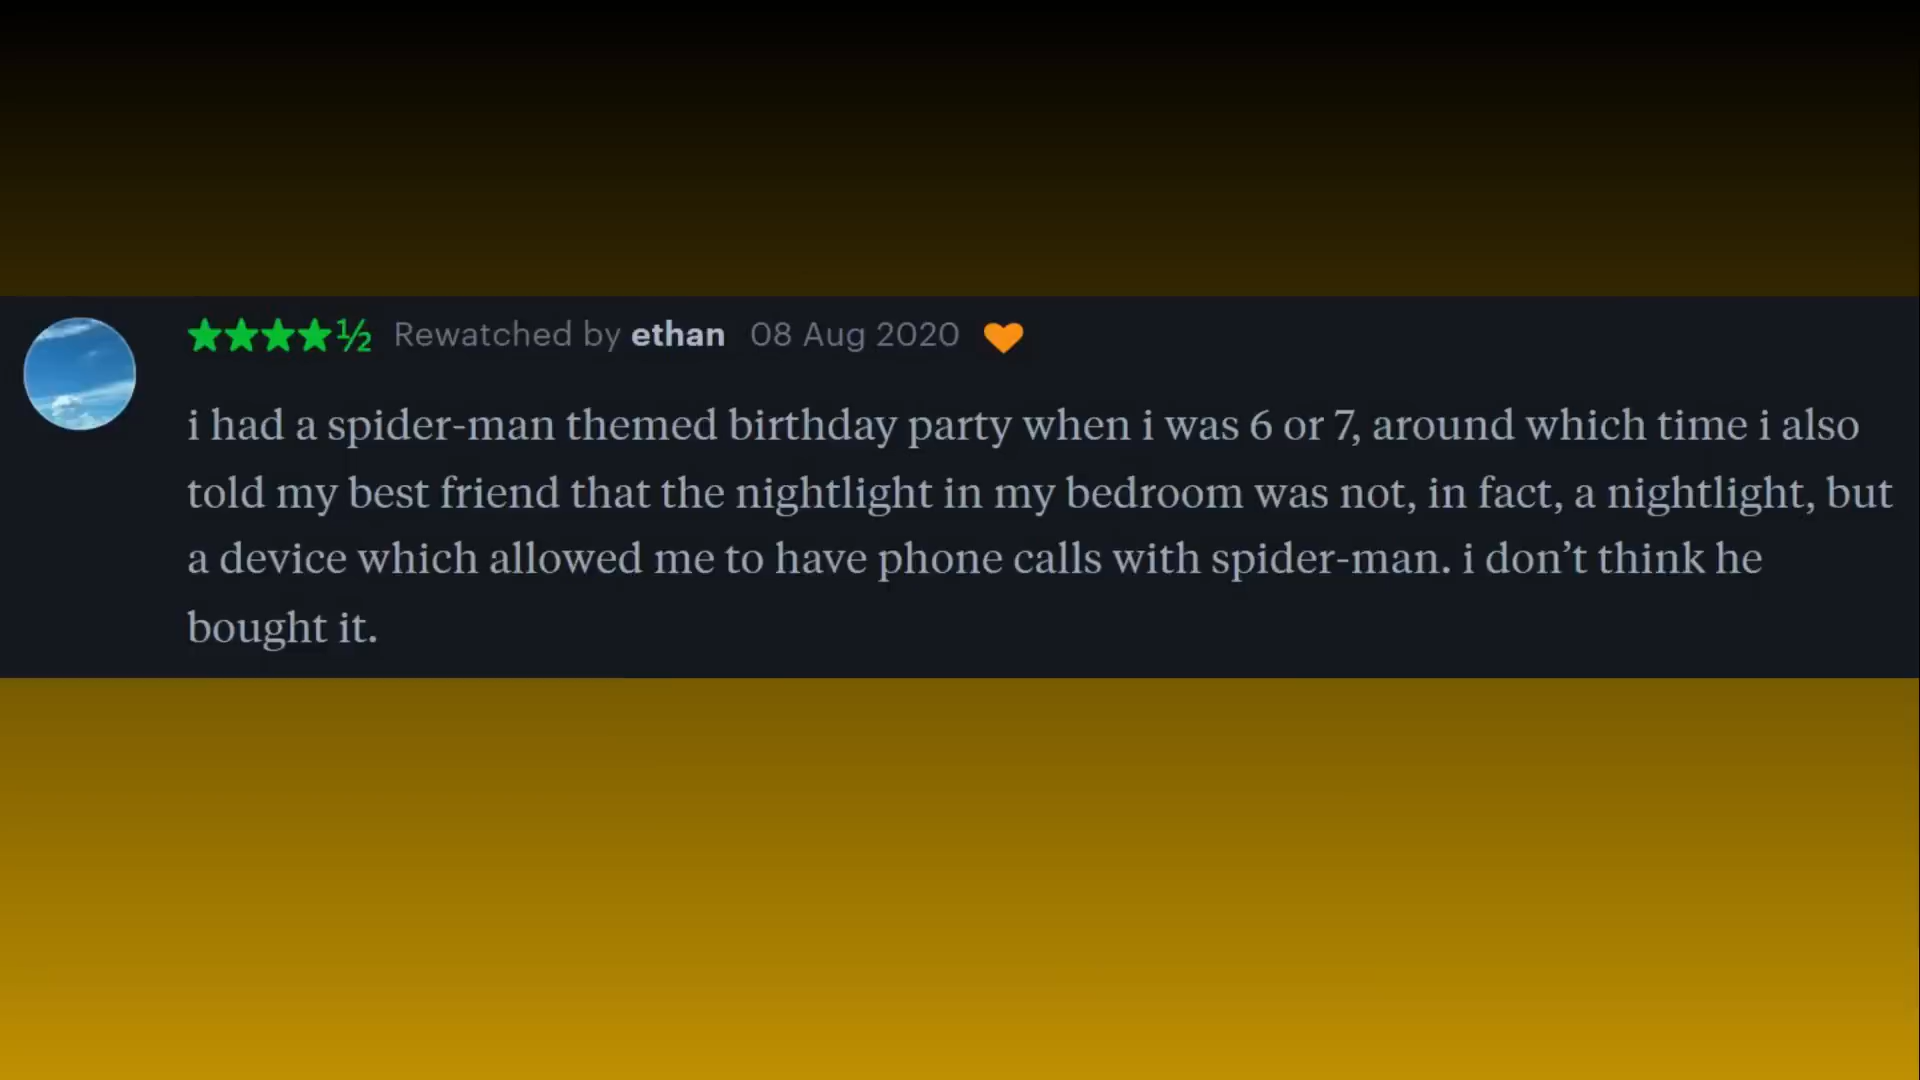 ★★★★½ Rewatched by ethan 08 Aug 2020 🧡
i had a spider-man themed birthday party when i was 6 or 7, around which time i also
told my best friend that the nightlight in my bedroom was not, in fact, a nightlight, but
a device which allowed me to have phone calls with spider-man. i don’t think he
bought it.